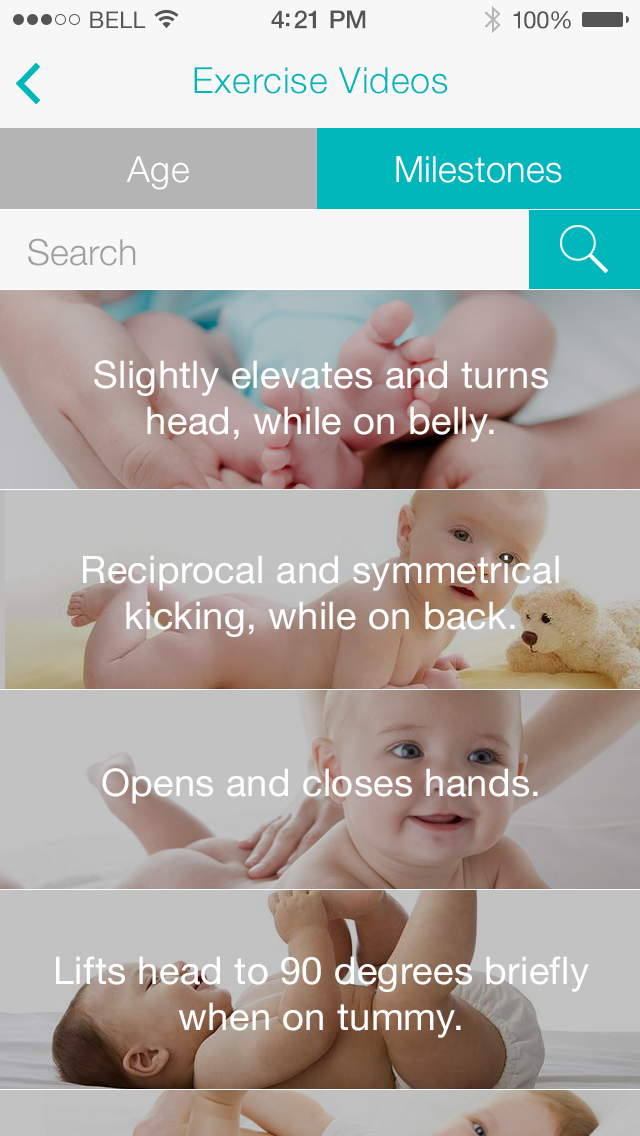 BELL 4:21 PM 100%
Exercise Videos
Age Milestones
Search
Slightly elevates and turns
head, while on belly.
Reciprocal and symmetrical
kicking, while on back.
Opens and closes hands.
Lifts head to 90 degrees briefly
when on tummy.